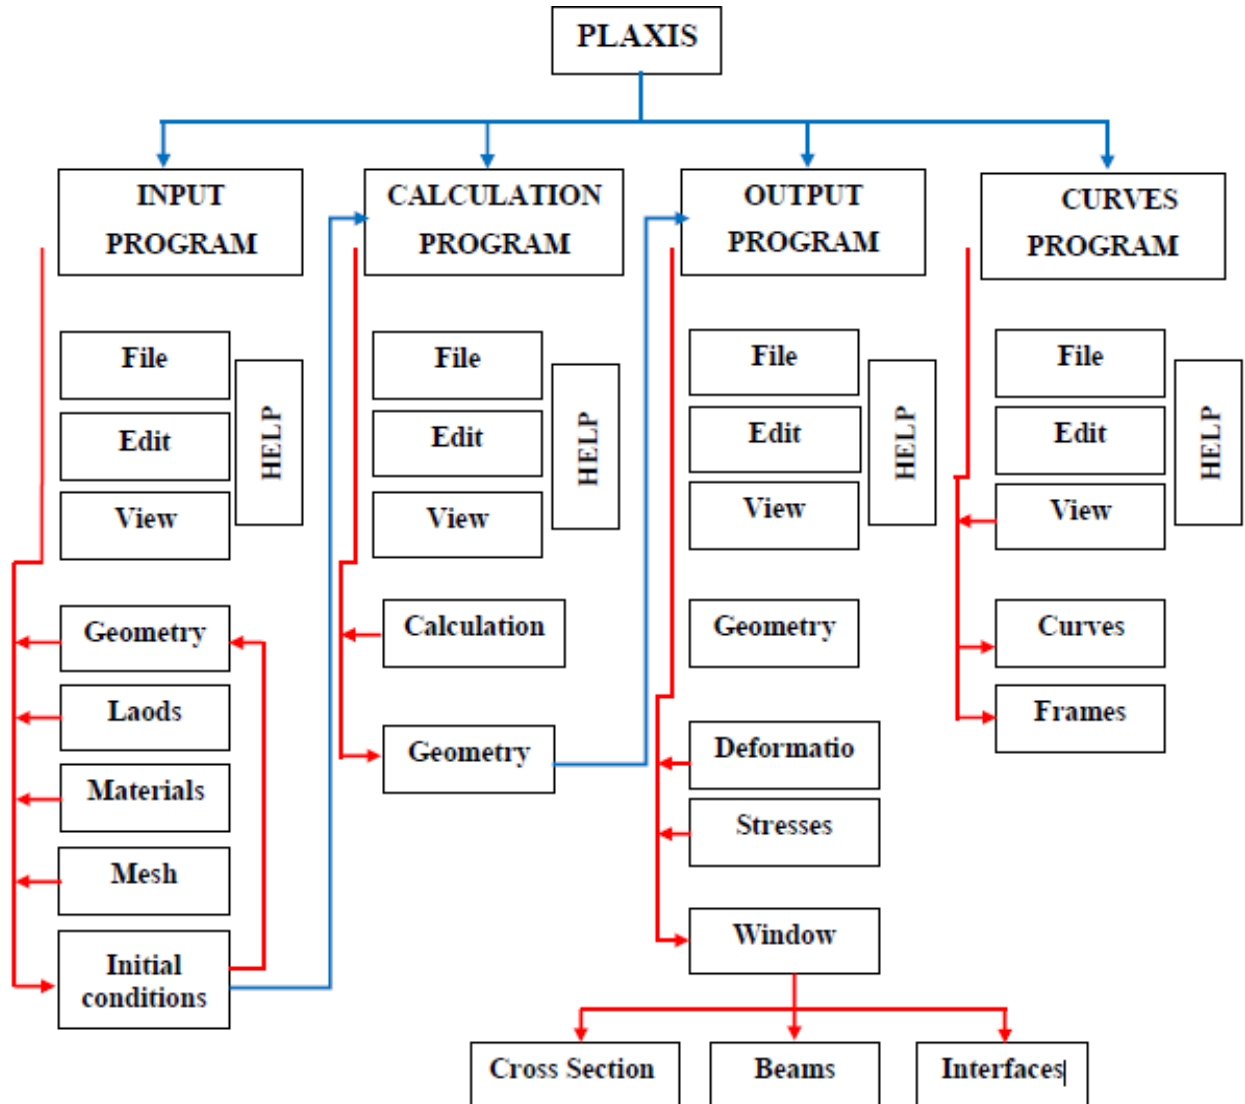 PLAXIS
INPUT
PROGRAM
CALCULATION
PROGRAM
OUTPUT
PROGRAM
CURVES
PROGRAM
File
Edit
View
HELP
Geometry
Laods
Materials
Mesh
Initial
conditions
File
Edit
View
HELP
Calculation
Geometry
File
Edit
View
HELP
Geometry
Deformatio
Stresses
Window
Cross Section
Beams
Interfaces
File
Edit
View
HELP
Curves
Frames